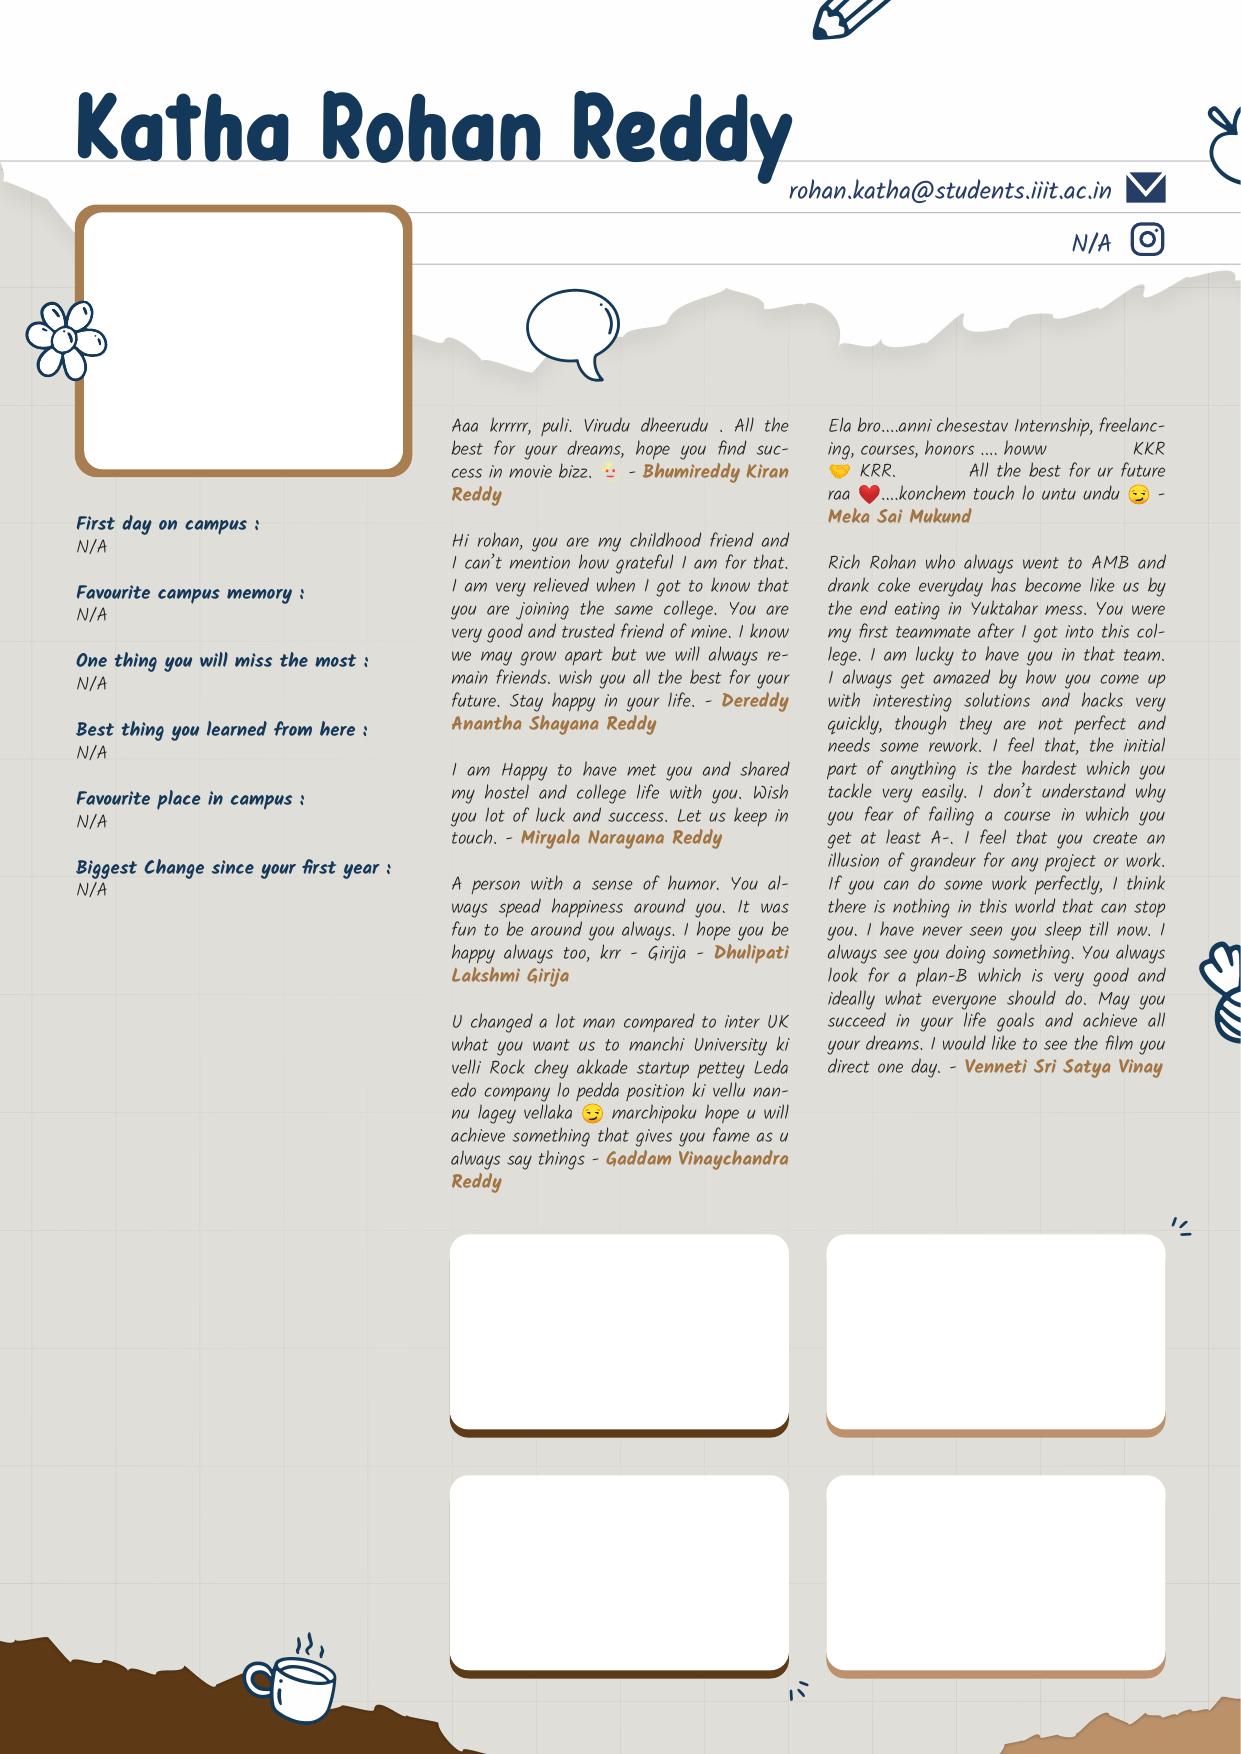 Katha Rohan Reddy
rohan.katha@students.iiit.ac.in
N/A
First day on campus :
N/A
Favourite campus memory :
N/A
One thing you will miss the most :
N/A
Best thing you learned from here :
N/A
Favourite place in campus :
N/A
Biggest Change since your first year :
N/A
Aaa krrrrr, puli. Virudu dheerudu . All the
best for your dreams, hope you find suc-
cess in movie bizz. - Bhumireddy Kiran
Reddy
Hi rohan, you are my childhood friend and
I can't mention how grateful I am for that.
I am very relieved when I got to know that
you are joining the same college. You are
very good and trusted friend of mine. I know
we may grow apart but we will always re-
main friends. wish you all the best for your
future. Stay happy in your life. - Dereddy
Anantha Shayana Reddy
I am Happy to have met you and shared
my hostel and college life with you. Wish
you lot of luck and success. Let us keep in
touch. - Miryala Narayana Reddy
A person with a sense of humor. You al-
ways spead happiness around you. It was
fun to be around you always. I hope you be
happy always too, krr - Girija - Dhulipati
Lakshmi Girija
U changed a lot man compared to inter UK
what you want us to manchi University ki
velli Rock chey akkade startup pettey Leda
edo company lo pedda position ki vellu nan-
nu lagey vellaka 😏 marchipoku hope u will
achieve something that gives you fame as u
always say things - Gaddam Vinaychandra
Reddy
Ela bro....anni chesestav Internship, freelanc-
ing, courses, honors .... howw KKR
🤝 KRR. All the best for ur future
raa ❤️....konchem touch lo untu undu 😏 -
Meka Sai Mukund
Rich Rohan who always went to AMB and
drank coke everyday has become like us by
the end eating in Yuktahar mess. You were
my first teammate after I got into this col-
lege. I am lucky to have you in that team.
I always get amazed by how you come up
with interesting solutions and hacks very
quickly, though they are not perfect and
needs some rework. I feel that, the initial
part of anything is the hardest which you
tackle very easily. I don't understand why
you fear of failing a course in which you
get at least A-. I feel that you create an
illusion of grandeur for any project or work.
If you can do some work perfectly, I think
there is nothing in this world that can stop
you. I have never seen you sleep till now. I
always see you doing something. You always
look for a plan-B which is very good and
ideally what everyone should do. May you
succeed in your life goals and achieve all
your dreams. I would like to see the film you
direct one day. - Venneti Sri Satya Vinay